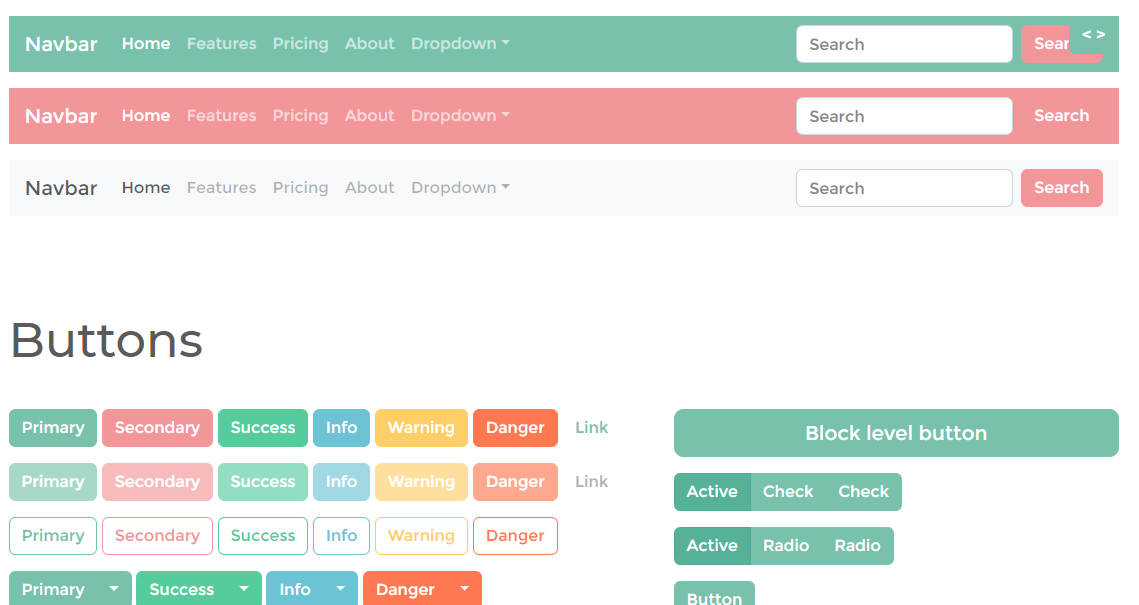 Navbar Home Features Pricing About Dropdown Search Sear < >
Navbar Home Features Pricing About Dropdown Search Search
Navbar Home Features Pricing About Dropdown Search Search
Buttons
Primary Secondary Success Info Warning Danger Link
Block level button
Primary Secondary Success Info Warning Danger Link
Active Check Check
Primary Secondary Success Info Warning Danger
Active Radio Radio
Primary Success Info Danger
Button